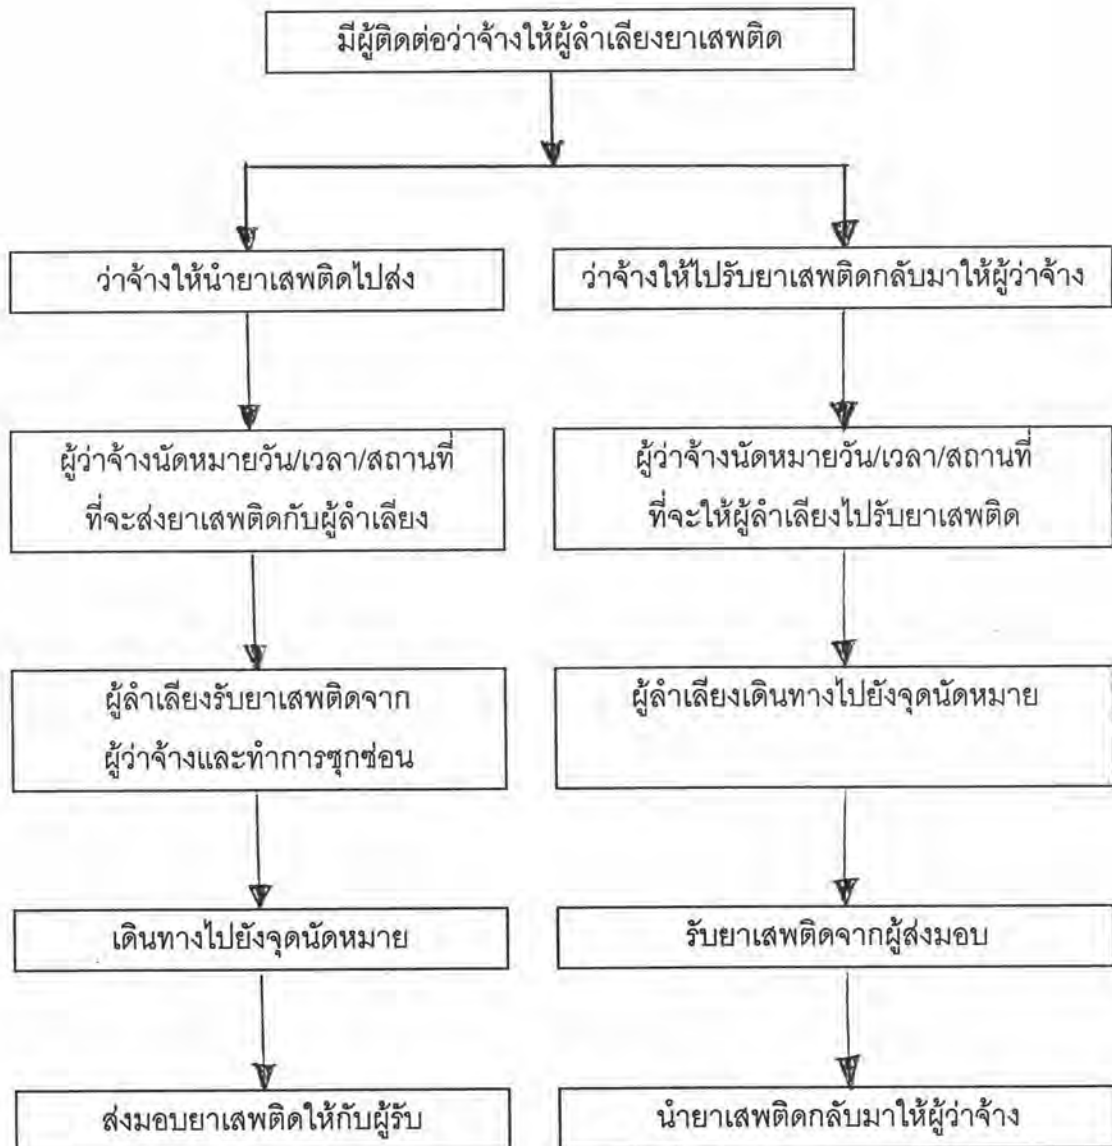 มีผู้ติดต่อว่าจ้างให้ผู้ลำเลียงยาเสพติด
ว่าจ้างให้นำยาเสพติดไปส่ง
ว่าจ้างให้ไปรับยาเสพติดกลับมาให้ผู้ว่าจ้าง
ผู้ว่าจ้างนัดหมายวัน/เวลา/สถานที่
ที่จะส่งยาเสพติดกับผู้ลำเลียง
ผู้ว่าจ้างนัดหมายวัน/เวลา/สถานที่
ที่จะให้ผู้ลำเลียงไปรับยาเสพติด
ผู้ลำเลียงรับยาเสพติดจาก
ผู้ว่าจ้างและทำการซุกซ่อน
ผู้ลำเลียงเดินทางไปยังจุดนัดหมาย
เดินทางไปยังจุดนัดหมาย
รับยาเสพติดจากผู้ส่งมอบ
ส่งมอบยาเสพติดให้กับผู้รับ
นำยาเสพติดกลับมาให้ผู้ว่าจ้าง